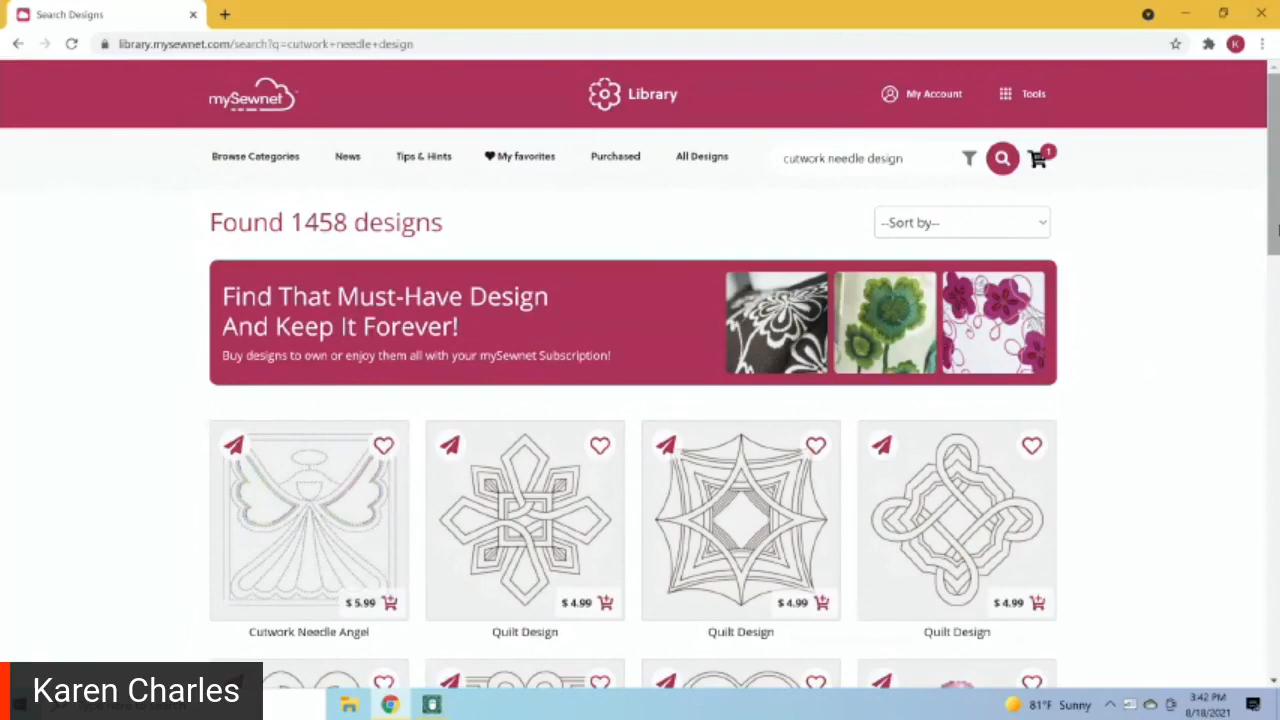 Search Designs
library.mysewnet.com/search?q=cutwork+needle+design
K
mySewnet
Library
My Account
Tools
Browse Categories
News
Tips & Hints
My favorites
Purchased
All Designs
cutwork needle design
1
Found 1458 designs
--Sort by--
Find That Must-Have Design
And Keep It Forever!
Buy designs to own or enjoy them all with your mySewnet Subscription!
$ 5.99
$ 4.99
$ 4.99
$ 4.99
Cutwork Needle Angel
Quilt Design
Quilt Design
Quilt Design
Karen Charles
81°F Sunny
3:42 PM
8/18/2021